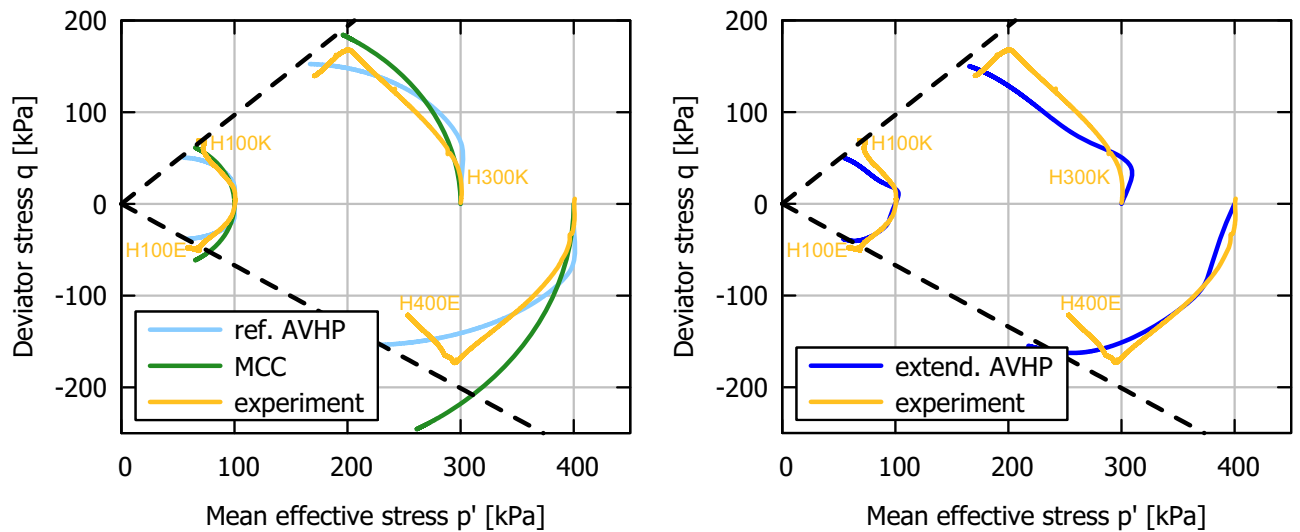 200
100
0
-100
-200
Deviator stress q [kPa]
H100K
H300K
H100E
H400E
ref. AVHP
MCC
experiment
0 100 200 300 400
Mean effective stress p' [kPa]
200
100
0
-100
-200
Deviator stress q [kPa]
H100K
H300K
H100E
H400E
extend. AVHP
experiment
0 100 200 300 400
Mean effective stress p' [kPa]